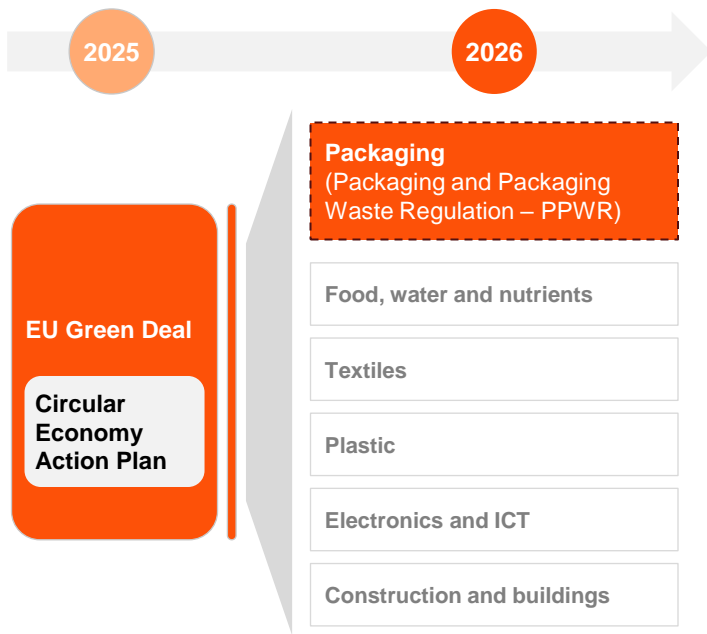 2025
2026
Packaging
(Packaging and Packaging
Waste Regulation – PPWR)
Food, water and nutrients
EU Green Deal
Textiles
Circular
Economy
Action Plan
Plastic
Electronics and ICT
Construction and buildings